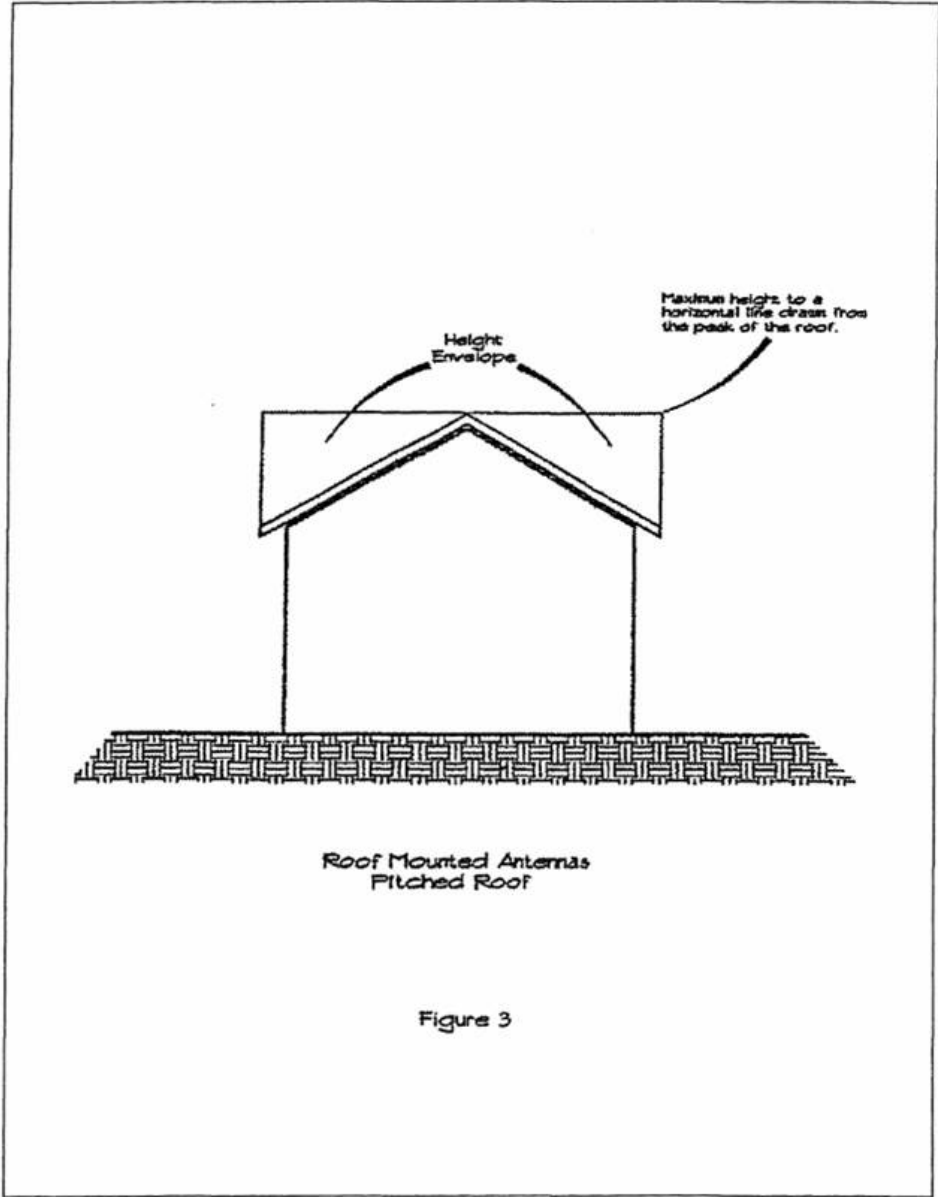 Maximum height to a
horizontal line drawn from
the peak of the roof.
Height
Envelope
Roof Mounted Antennas
Pitched Roof
Figure 3